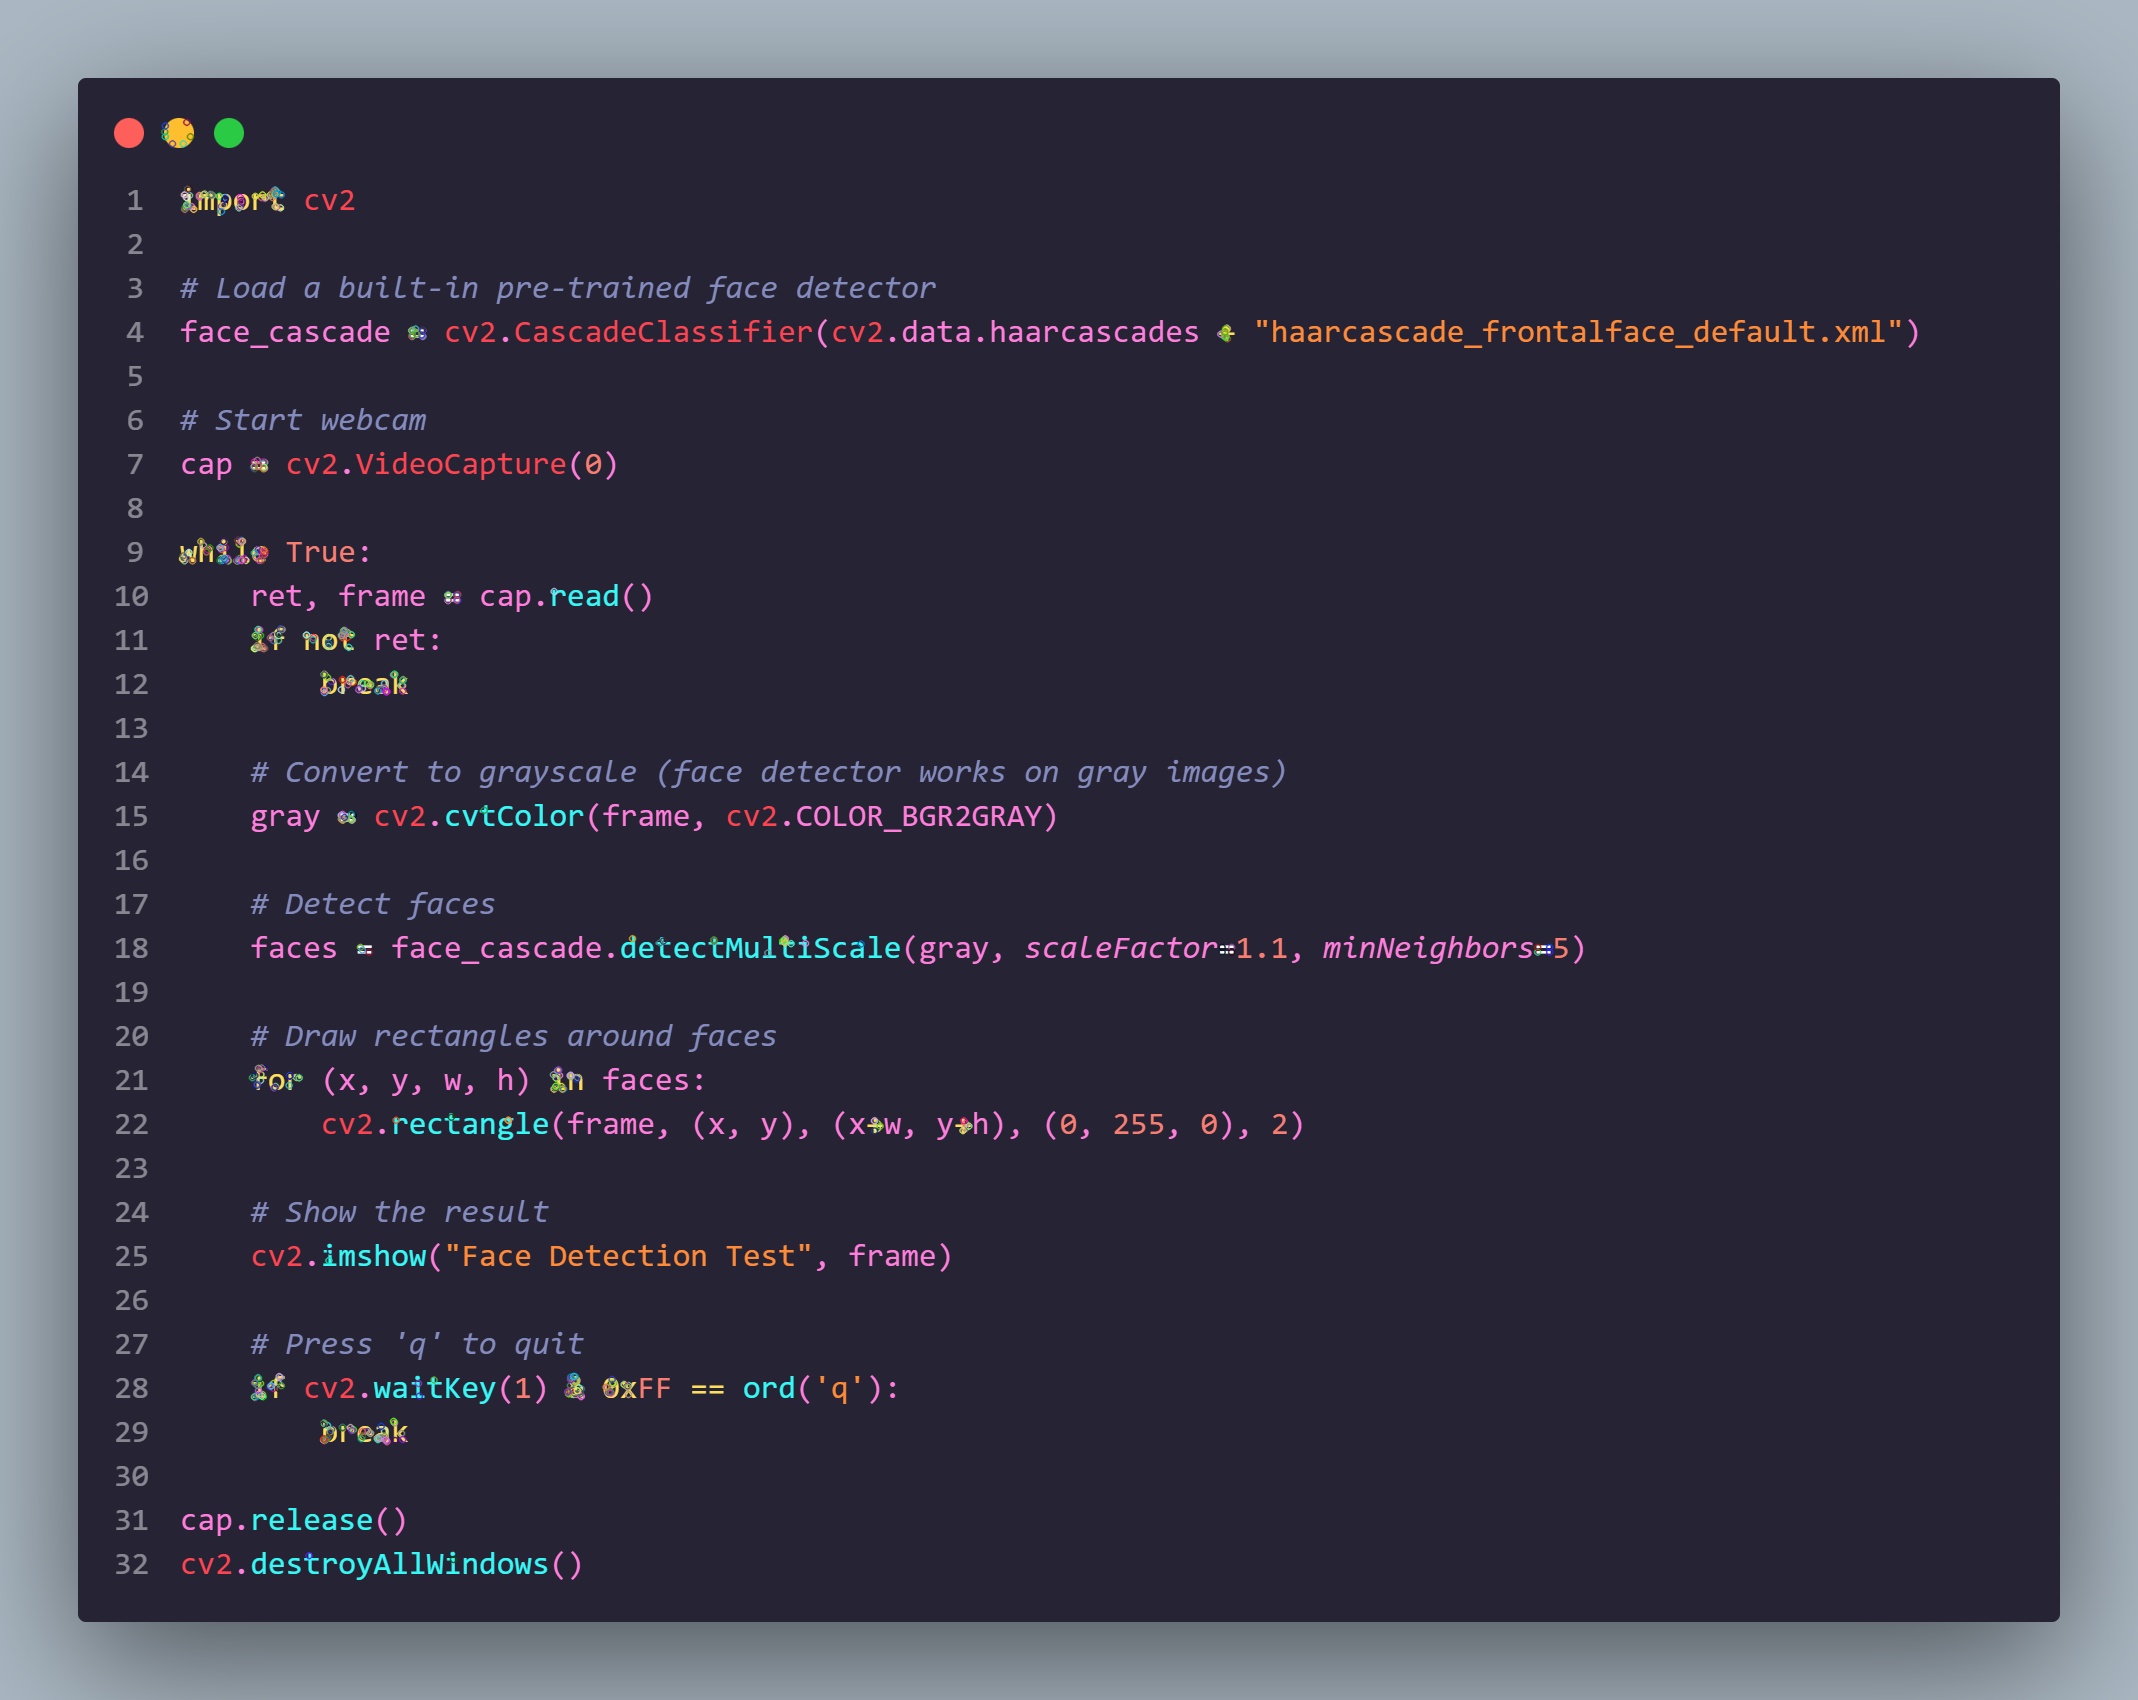 1 import cv2
2
3 # Load a built-in pre-trained face detector
4 face_cascade = cv2.CascadeClassifier(cv2.data.haarcascades + "haarcascade_frontalface_default.xml")
5
6 # Start webcam
7 cap = cv2.VideoCapture(0)
8
9 while True:
10     ret, frame = cap.read()
11     if not ret:
12         break
13
14     # Convert to grayscale (face detector works on gray images)
15     gray = cv2.cvtColor(frame, cv2.COLOR_BGR2GRAY)
16
17     # Detect faces
18     faces = face_cascade.detectMultiScale(gray, scaleFactor=1.1, minNeighbors=5)
19
20     # Draw rectangles around faces
21     for (x, y, w, h) in faces:
22         cv2.rectangle(frame, (x, y), (x+w, y+h), (0, 255, 0), 2)
23
24     # Show the result
25     cv2.imshow("Face Detection Test", frame)
26
27     # Press 'q' to quit
28     if cv2.waitKey(1) & 0xFF == ord('q'):
29         break
30
31 cap.release()
32 cv2.destroyAllWindows()